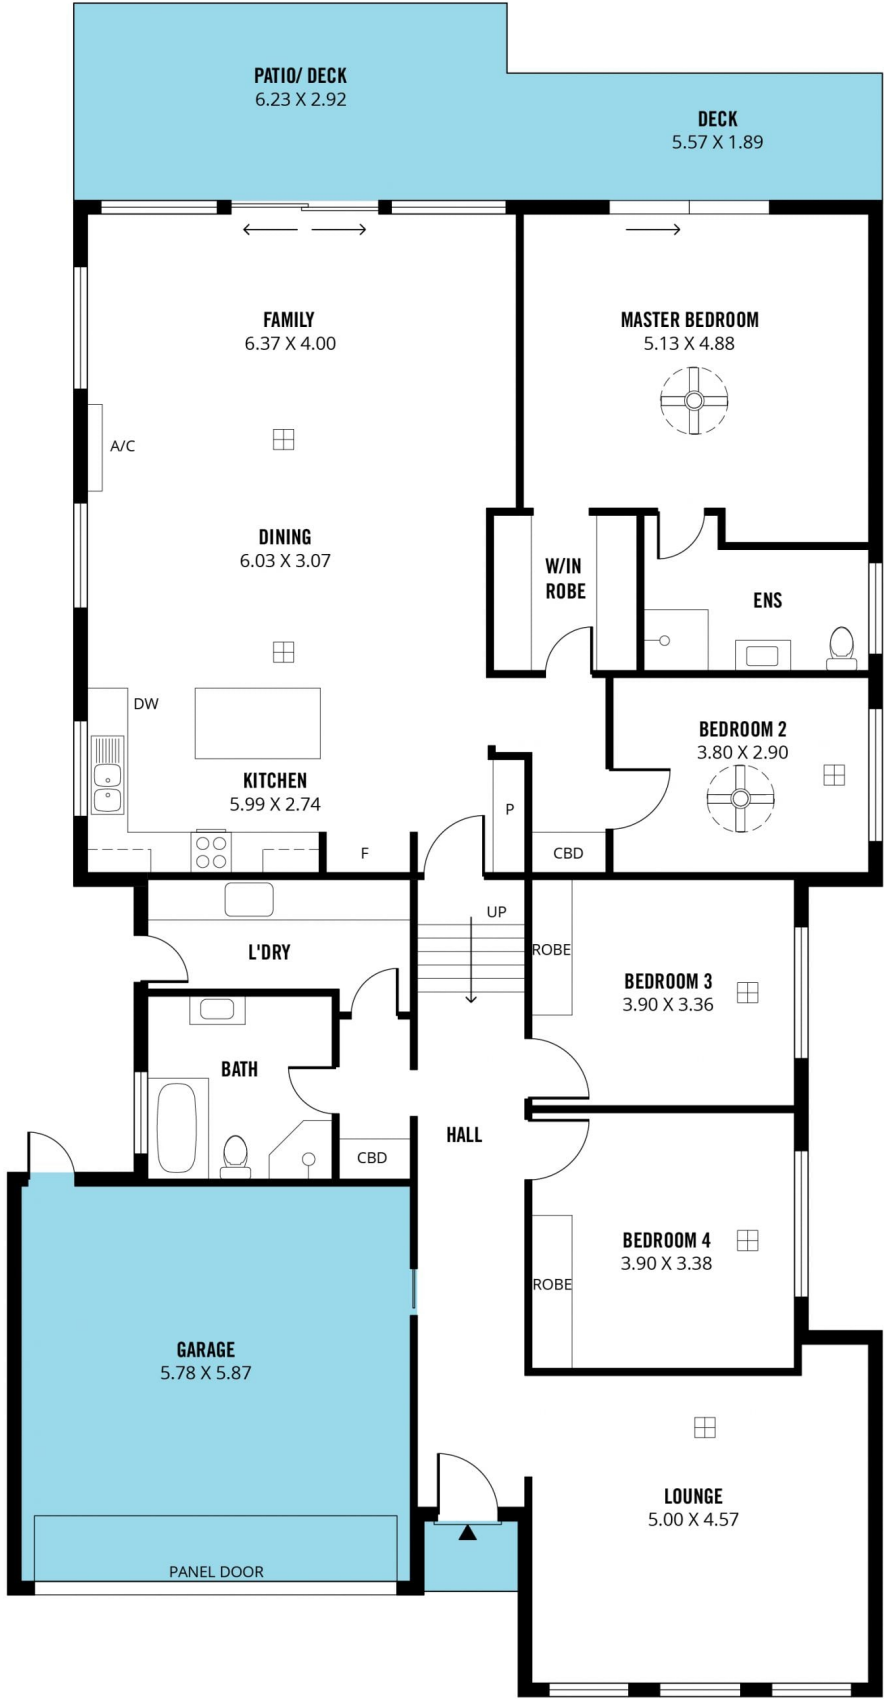 PATIO/ DECK
6.23 X 2.92
DECK
5.57 X 1.89
FAMILY
6.37 X 4.00
MASTER BEDROOM
5.13 X 4.88
A/C
DINING
6.03 X 3.07
W/IN
ROBE
ENS
DW
BEDROOM 2
3.80 X 2.90
KITCHEN
5.99 X 2.74
P
F
CBD
UP
L'DRY
ROBE
BEDROOM 3
3.90 X 3.36
BATH
HALL
CBD
BEDROOM 4
3.90 X 3.38
ROBE
GARAGE
5.78 X 5.87
LOUNGE
5.00 X 4.57
PANEL DOOR